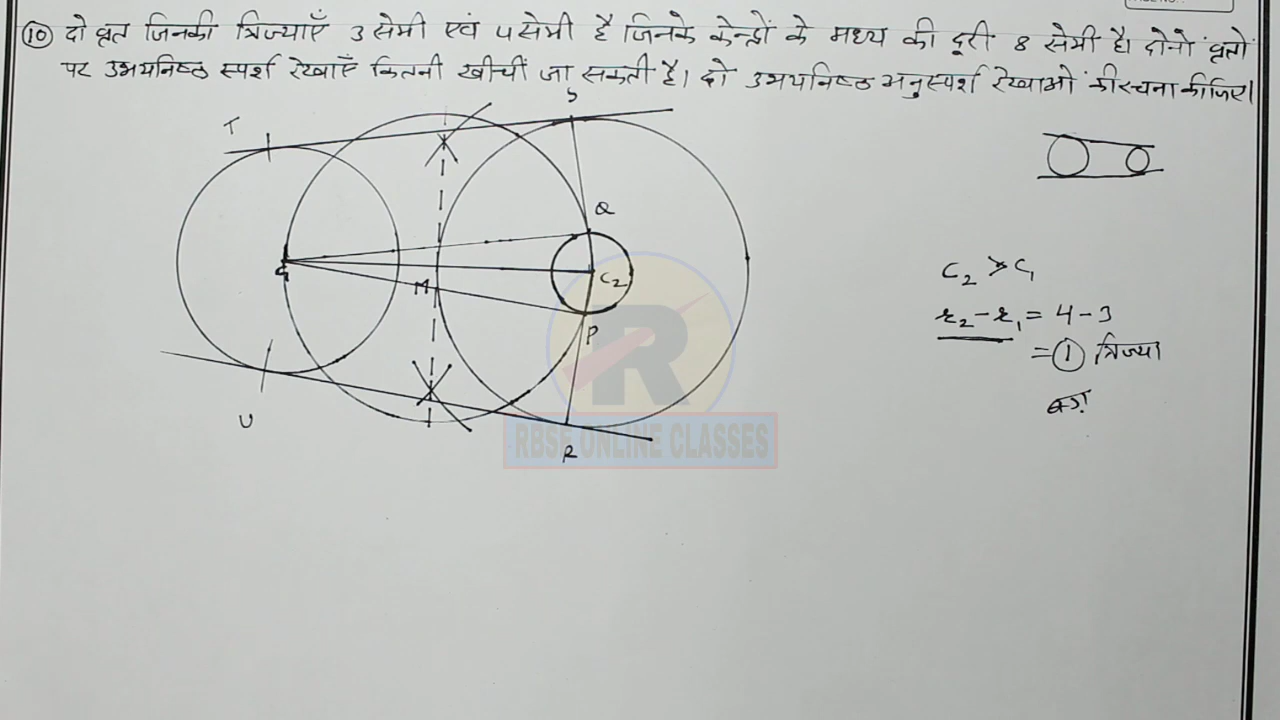 ⑩ दो वृत जिनकी त्रिज्याएँ 3 सेमी एवं 4 सेमी है जिनके केन्द्रों के मध्य की दूरी 8 सेमी है। दोनो वृतो
पर उभयनिष्ठ स्पर्श रेखाएँ कितनी खीचीं जा सकती है। दो उभयनिष्ठ अनुस्पर्श रेखाओ की रचना कीजिए।
T
S
Q
C₁
C₂
M
P
U
R
C₂ > C₁
r₂ - r₁ = 4 - 3
= ① त्रिज्या
R
RBSE ONLINE CLASSES